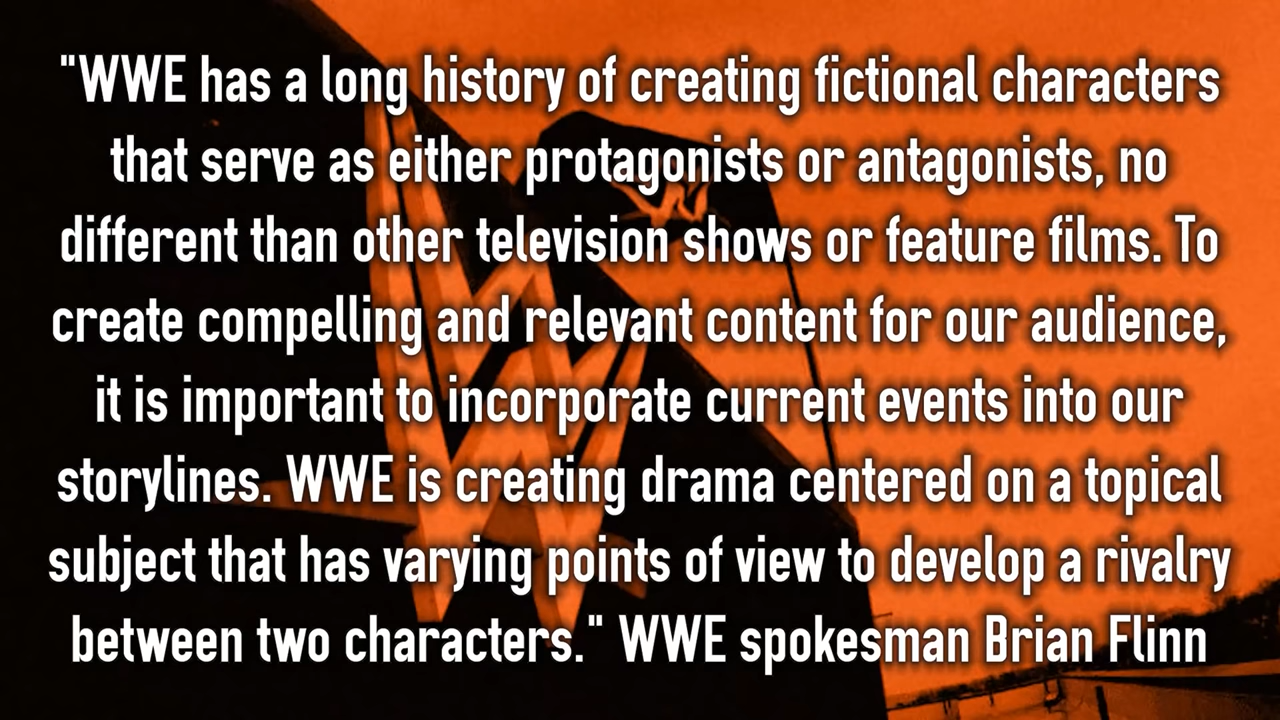 "WWE has a long history of creating fictional characters
that serve as either protagonists or antagonists, no
different than other television shows or feature films. To
create compelling and relevant content for our audience,
it is important to incorporate current events into our
storylines. WWE is creating drama centered on a topical
subject that has varying points of view to develop a rivalry
between two characters." WWE spokesman Brian Flinn